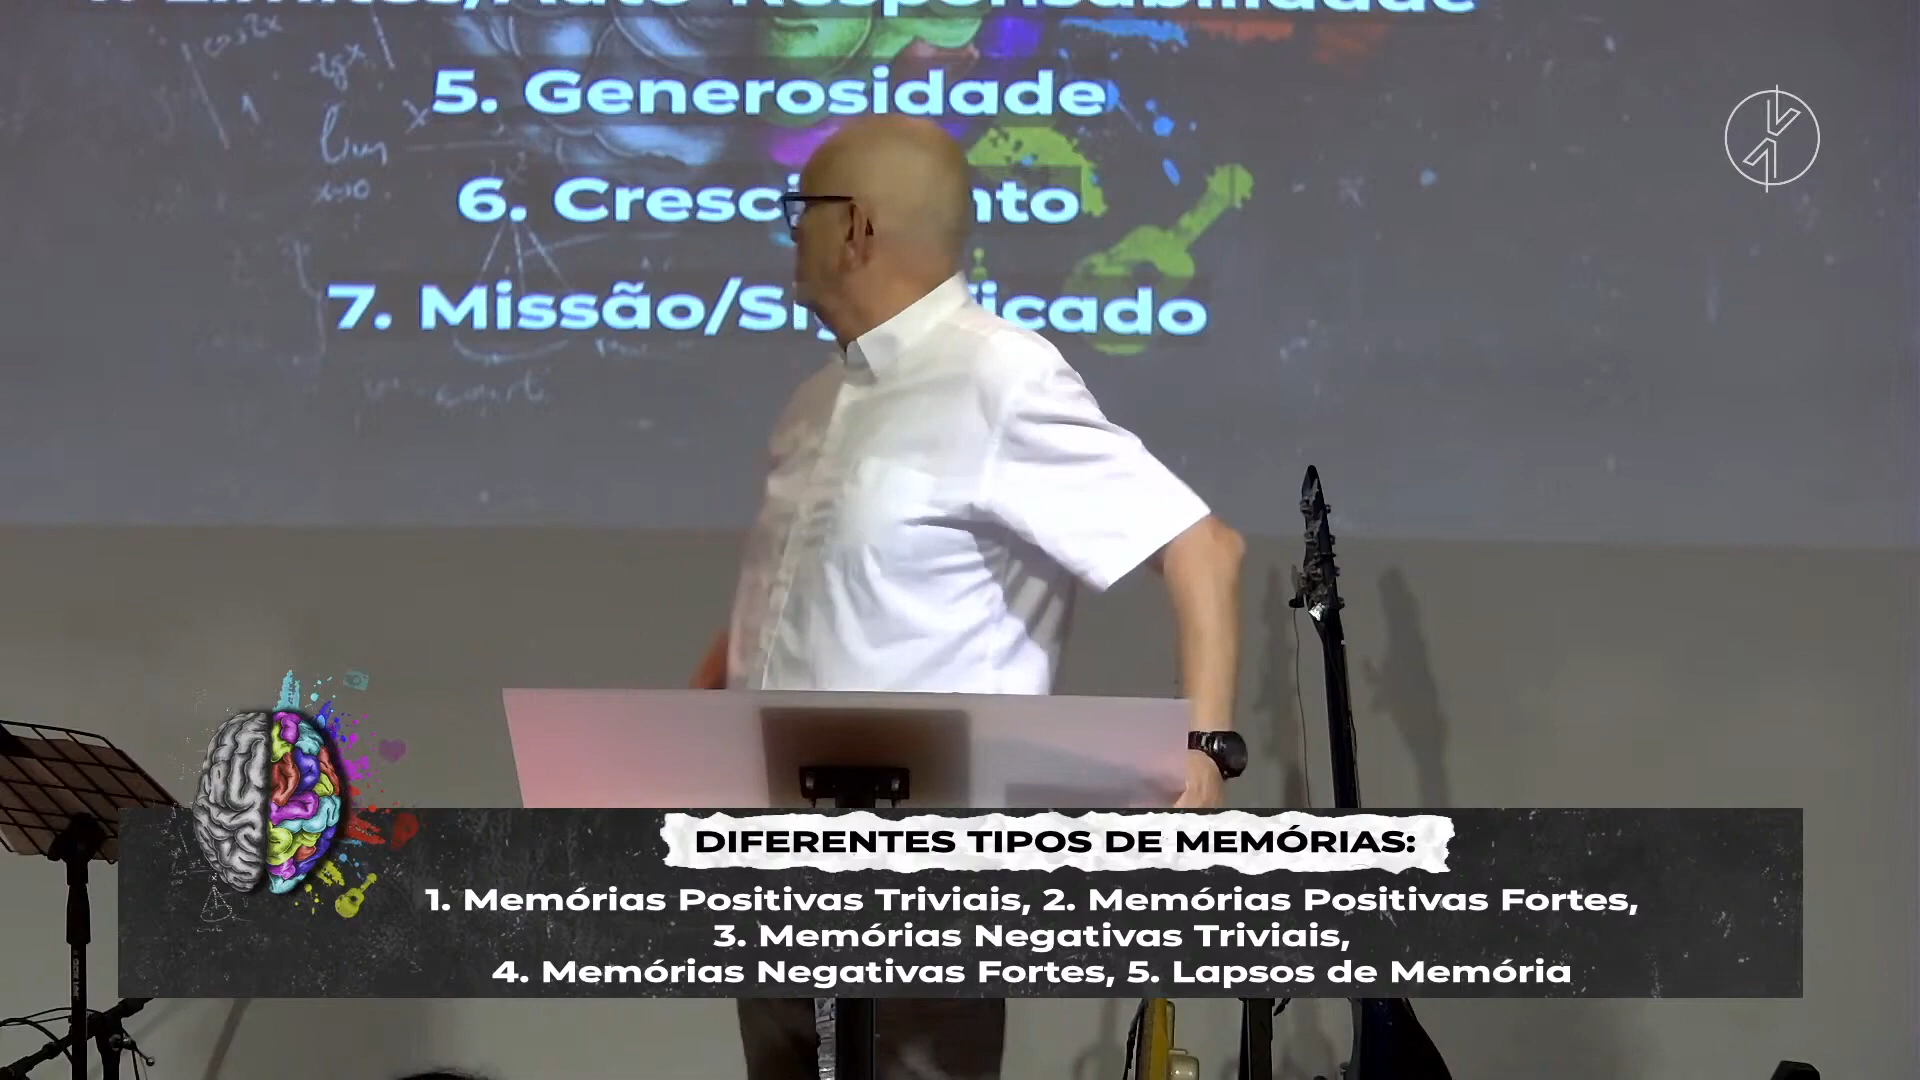 5. Generosidade
6. Cresci nto
7. Missão/Si icado
DIFERENTES TIPOS DE MEMÓRIAS:
1. Memórias Positivas Triviais, 2. Memórias Positivas Fortes,
3. Memórias Negativas Triviais,
4. Memórias Negativas Fortes, 5. Lapsos de Memória